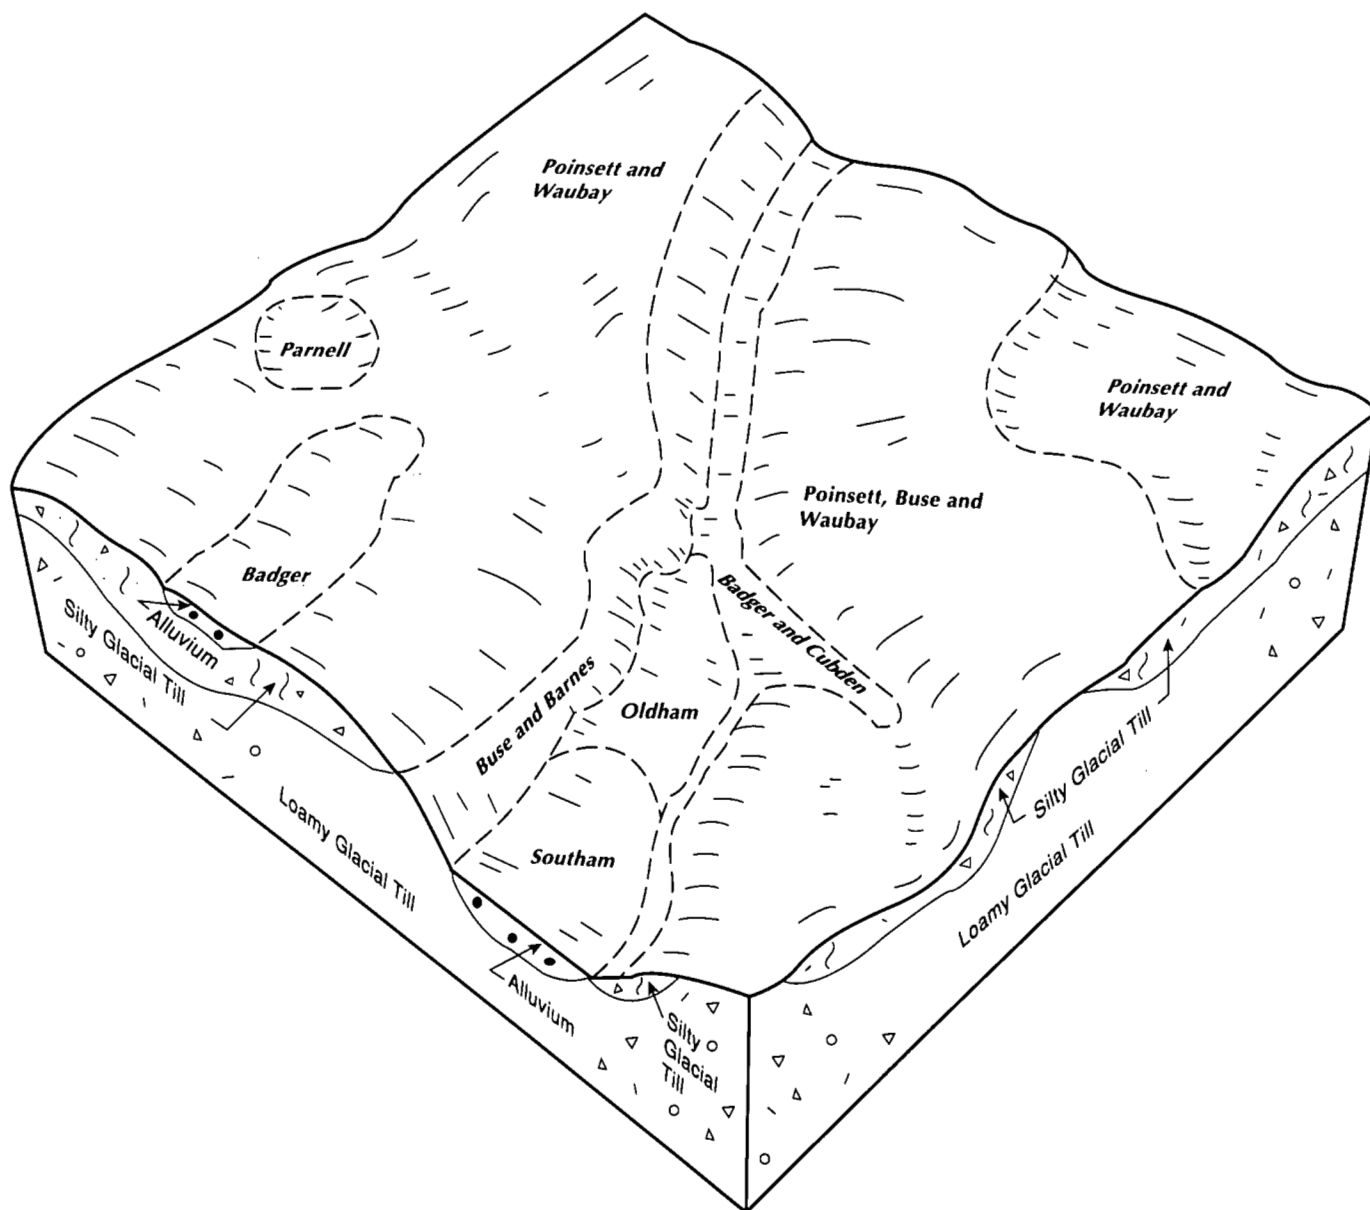 Poinsett and
Waubay
Parnell
Poinsett and
Waubay
Poinsett, Buse and
Waubay
Badger
Badger and Cubden
Buse and Barnes
Oldham
Southam
Alluvium
Silty Glacial Till
Loamy Glacial Till
Alluvium
Silty
Glacial
Till
Silty Glacial Till
Loamy Glacial Till